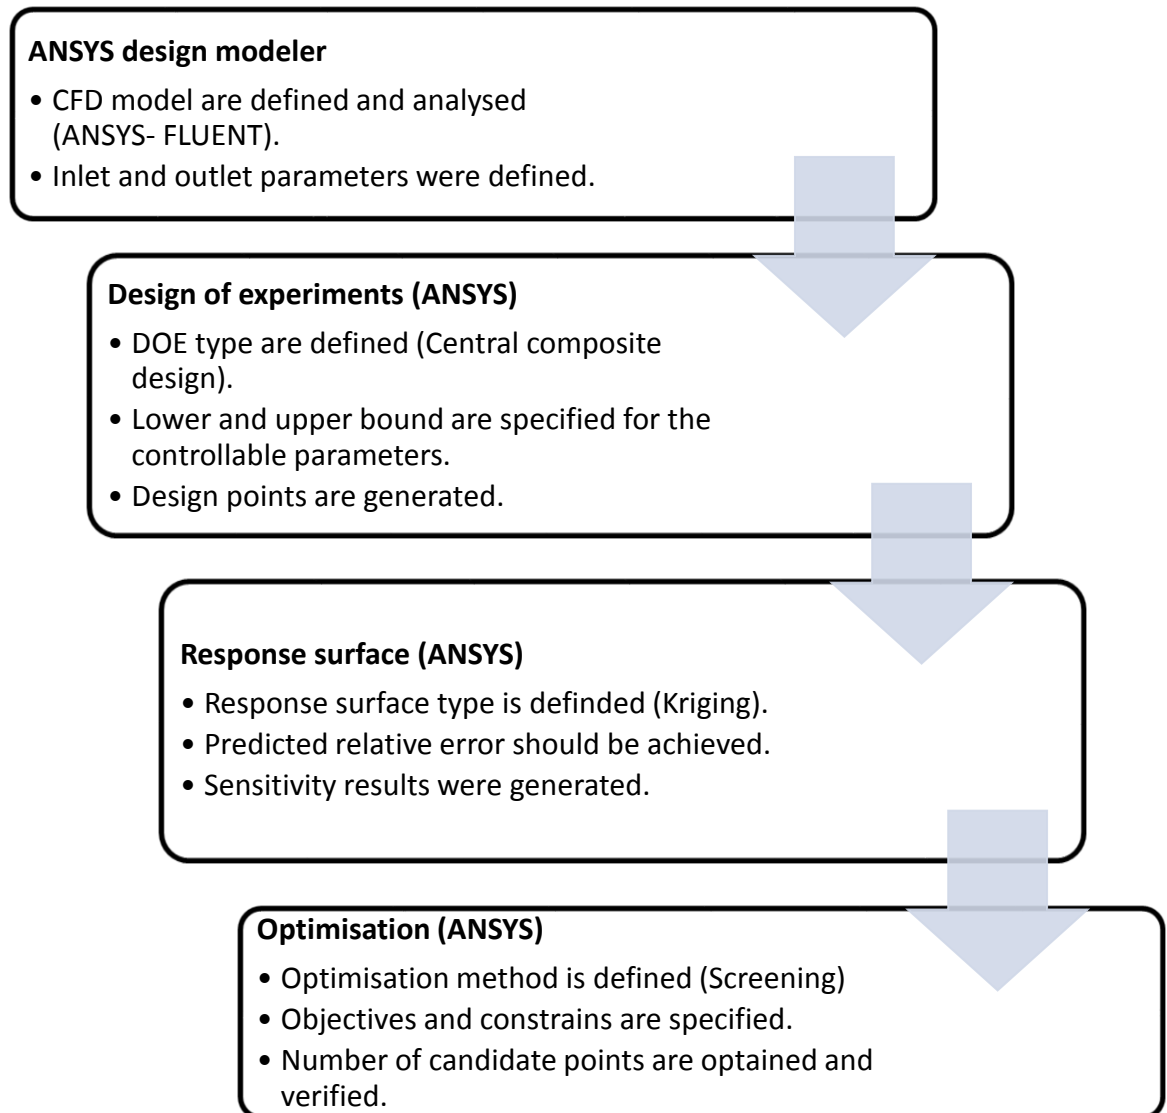 ANSYS design modeler
• CFD model are defined and analysed
(ANSYS- FLUENT).
• Inlet and outlet parameters were defined.
Design of experiments (ANSYS)
• DOE type are defined (Central composite
design).
• Lower and upper bound are specified for the
controllable parameters.
• Design points are generated.
Response surface (ANSYS)
• Response surface type is definded (Kriging).
• Predicted relative error should be achieved.
• Sensitivity results were generated.
Optimisation (ANSYS)
• Optimisation method is defined (Screening)
• Objectives and constrains are specified.
• Number of candidate points are optained and
verified.